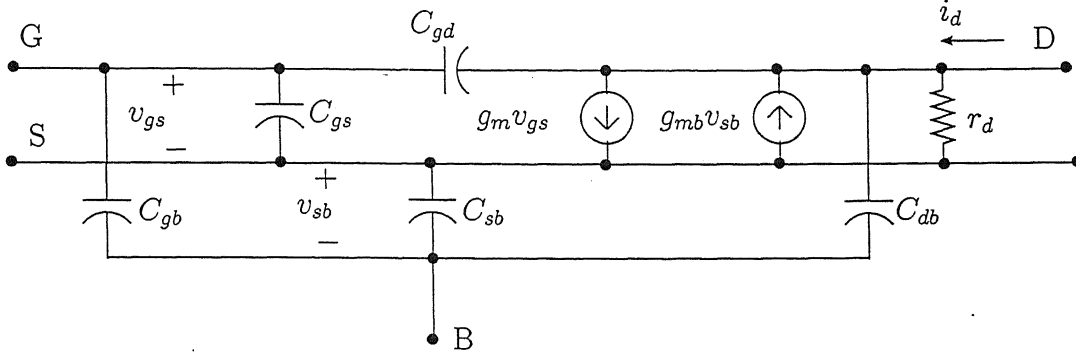 G
C_gd
i_d
D
+
v_gs
−
C_gs
g_m v_gs
g_mb v_sb
r_d
S
+
v_sb
−
C_gb
C_sb
C_db
B